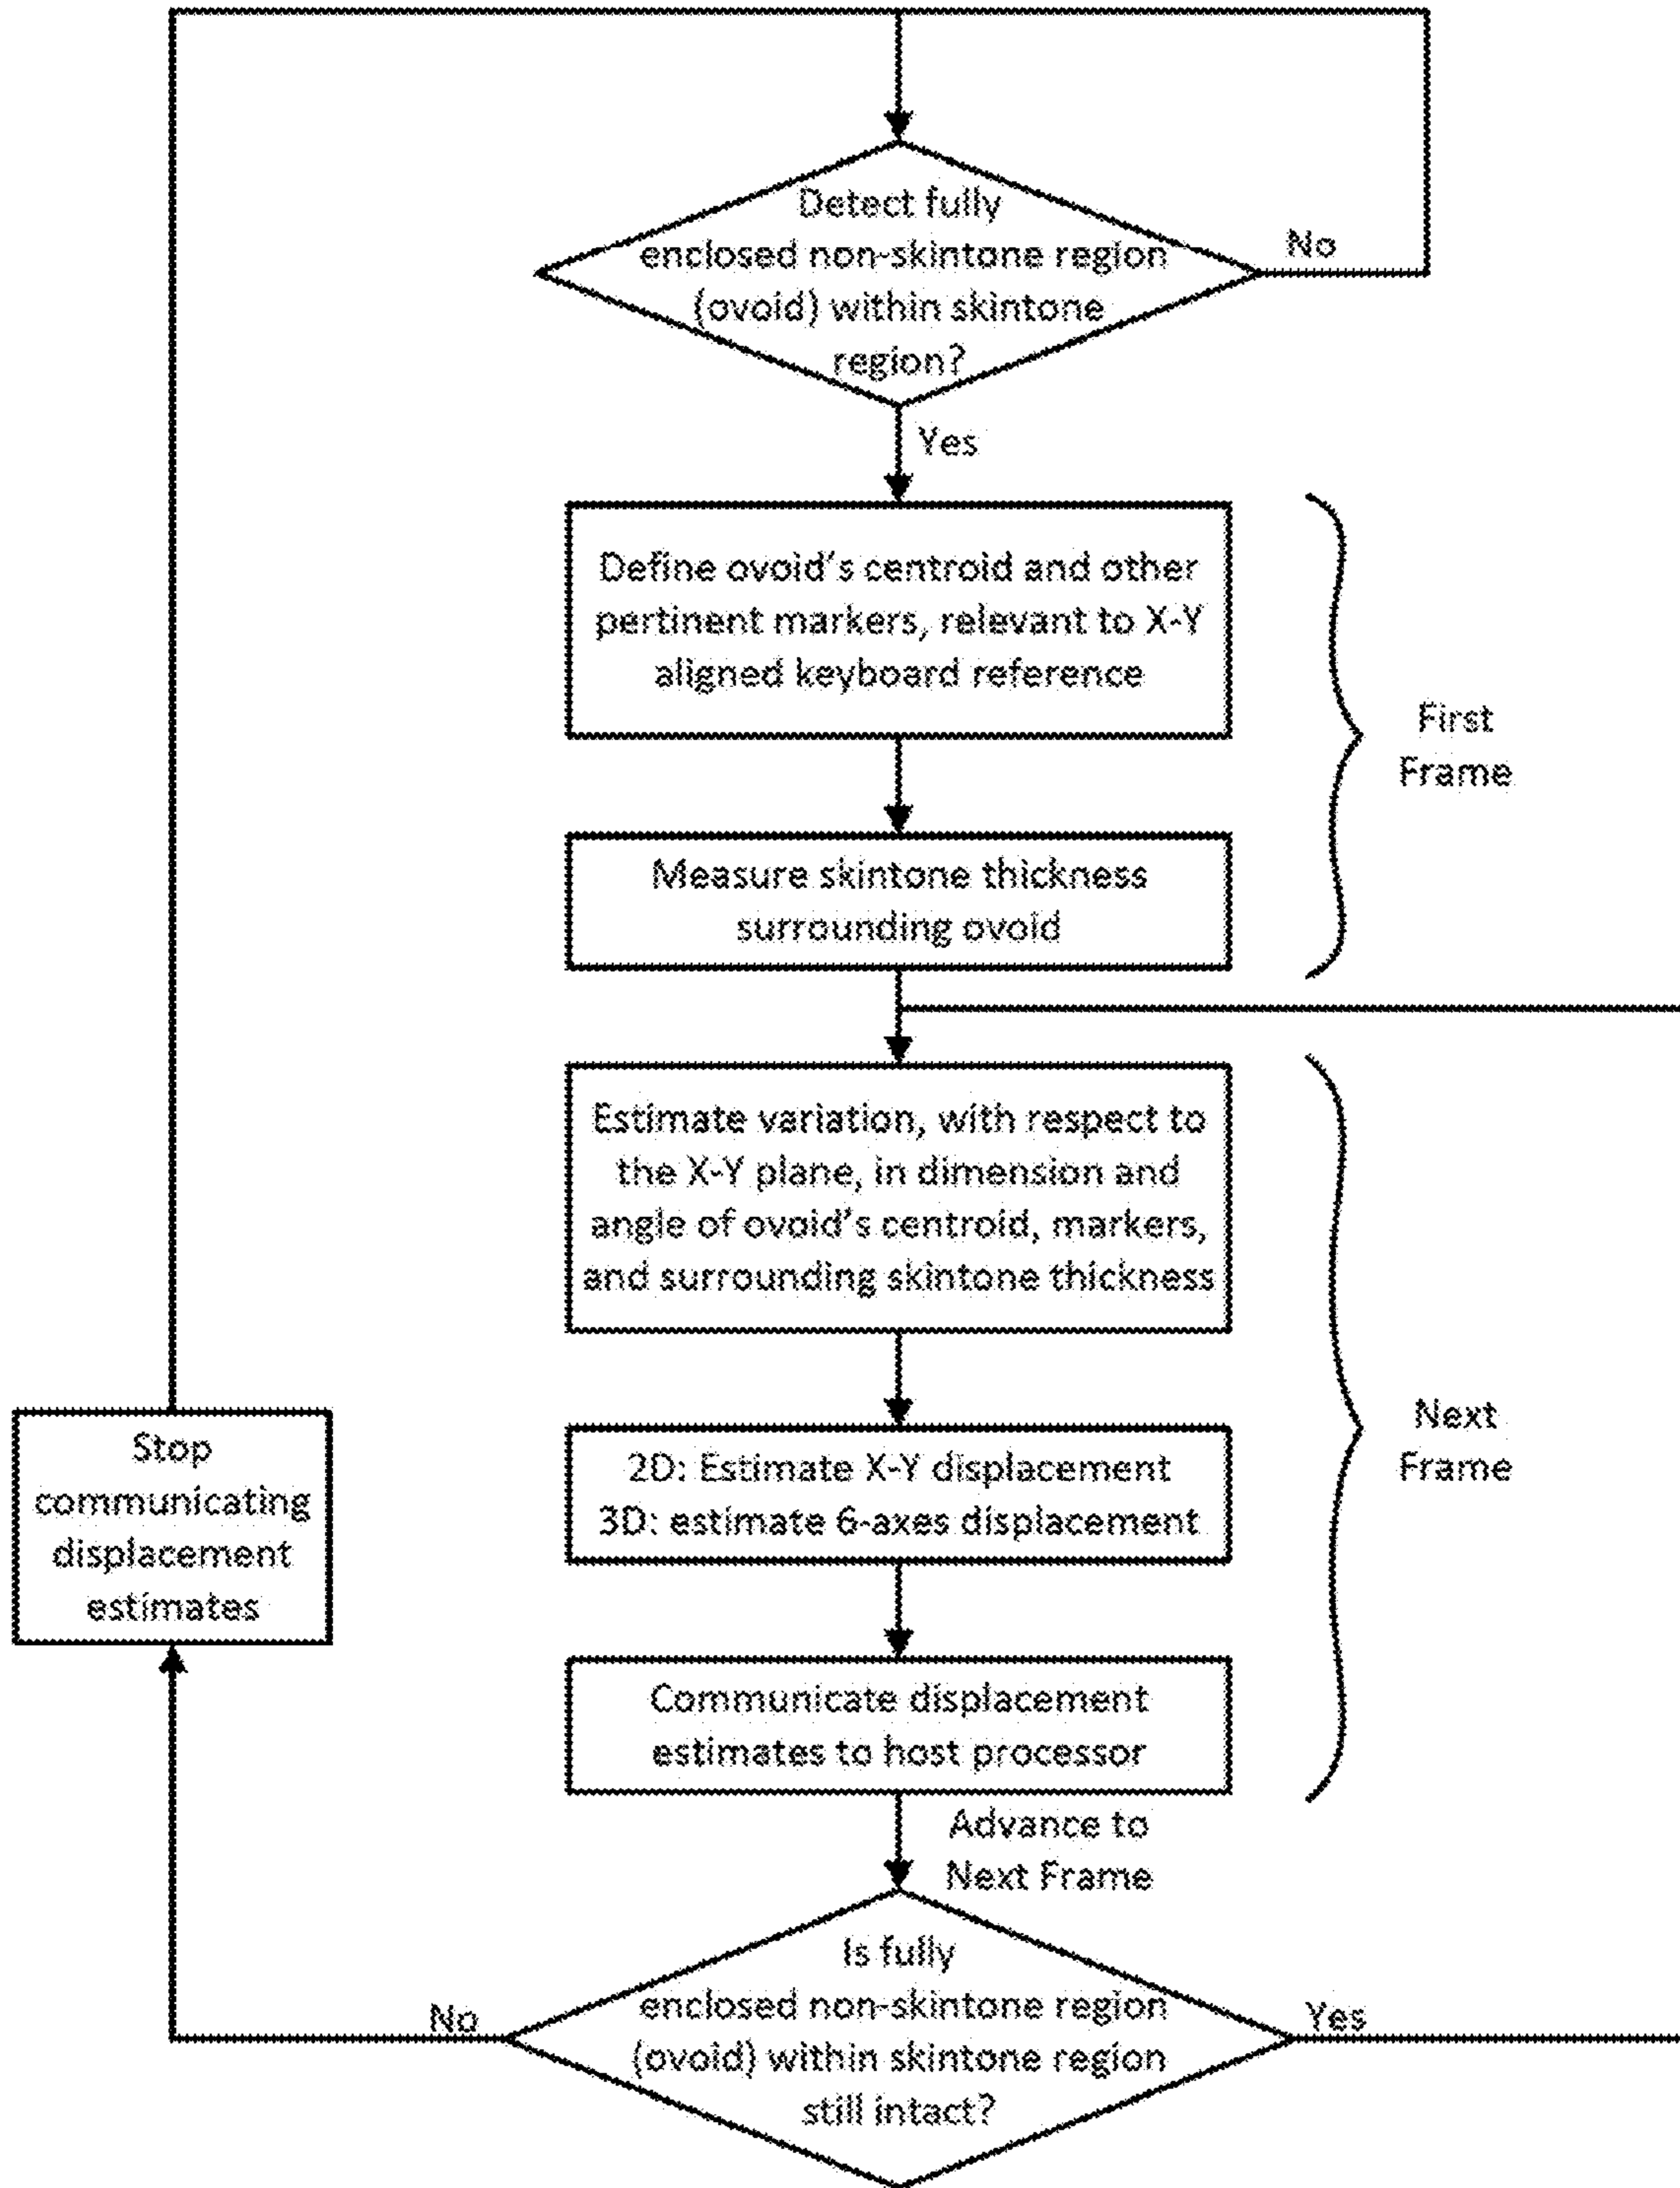 Detect fully
enclosed non-skintone region
(ovoid) within skintone
region?
No
Yes
Define ovoid's centroid and other
pertinent markers, relevant to X-Y
aligned keyboard reference
First
Frame
Measure skintone thickness
surrounding ovoid
Estimate variation, with respect to
the X-Y plane, in dimension and
angle of ovoid's centroid, markers,
and surrounding skintone thickness
Next
Frame
2D: Estimate X-Y displacement
3D: estimate 6-axes displacement
Stop
communicating
displacement
estimates
Communicate displacement
estimates to host processor
Advance to
Next Frame
Is fully
enclosed non-skintone region
(ovoid) within skintone region
still intact?
No
Yes